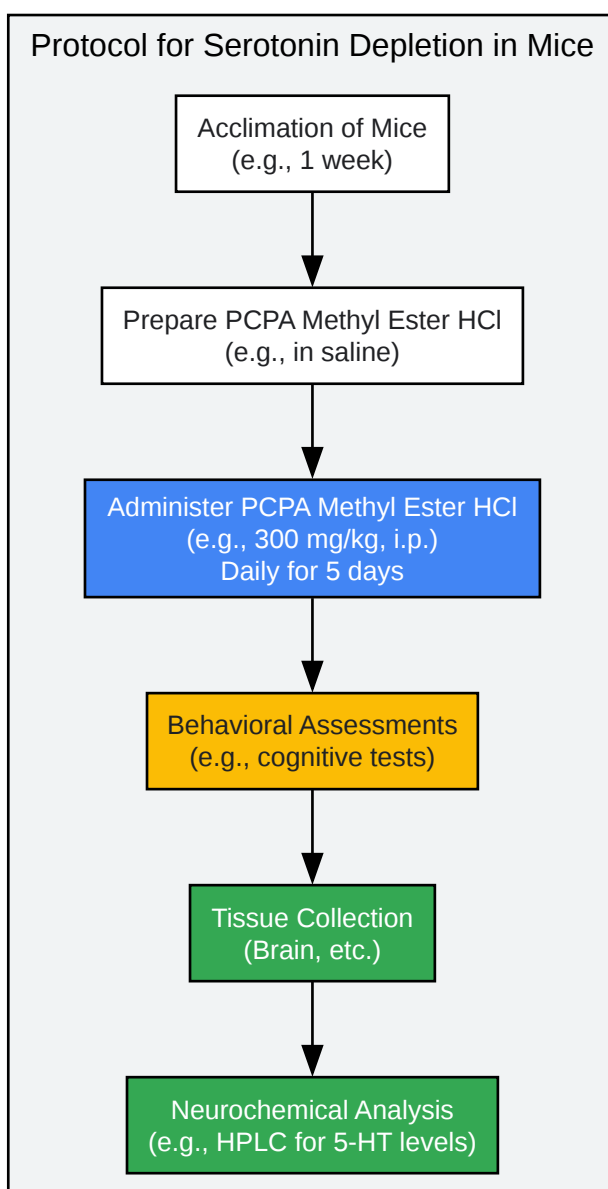 Protocol for Serotonin Depletion in Mice
Acclimation of Mice
(e.g., 1 week)
Prepare PCPA Methyl Ester HCl
(e.g., in saline)
Administer PCPA Methyl Ester HCl
(e.g., 300 mg/kg, i.p.)
Daily for 5 days
Behavioral Assessments
(e.g., cognitive tests)
Tissue Collection
(Brain, etc.)
Neurochemical Analysis
(e.g., HPLC for 5-HT levels)